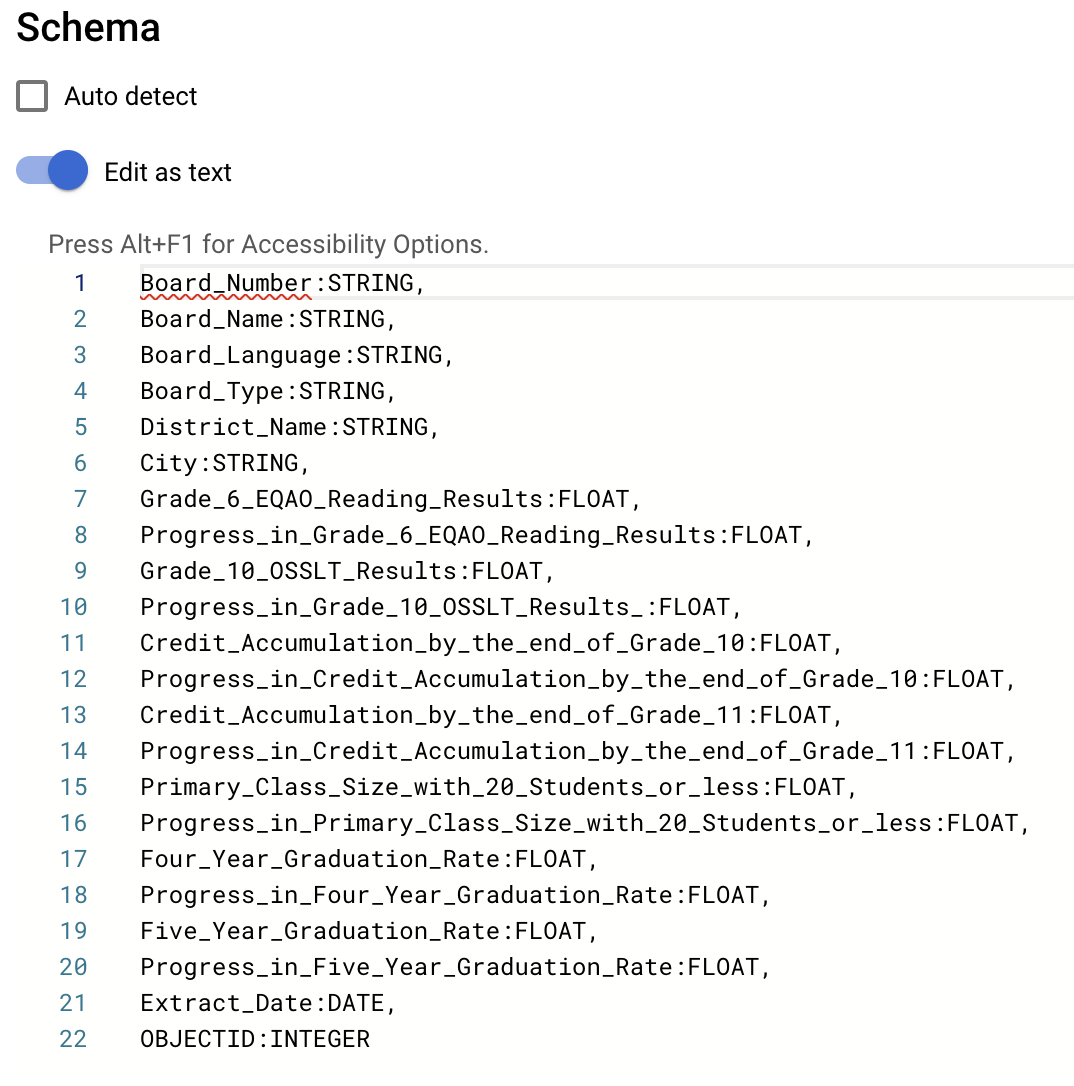 Schema
Auto detect
Edit as text
Press Alt+F1 for Accessibility Options.
1 Board_Number:STRING,
2 Board_Name:STRING,
3 Board_Language:STRING,
4 Board_Type:STRING,
5 District_Name:STRING,
6 City:STRING,
7 Grade_6_EQAO_Reading_Results:FLOAT,
8 Progress_in_Grade_6_EQAO_Reading_Results:FLOAT,
9 Grade_10_OSSLT_Results:FLOAT,
10 Progress_in_Grade_10_OSSLT_Results_:FLOAT,
11 Credit_Accumulation_by_the_end_of_Grade_10:FLOAT,
12 Progress_in_Credit_Accumulation_by_the_end_of_Grade_10:FLOAT,
13 Credit_Accumulation_by_the_end_of_Grade_11:FLOAT,
14 Progress_in_Credit_Accumulation_by_the_end_of_Grade_11:FLOAT,
15 Primary_Class_Size_with_20_Students_or_less:FLOAT,
16 Progress_in_Primary_Class_Size_with_20_Students_or_less:FLOAT,
17 Four_Year_Graduation_Rate:FLOAT,
18 Progress_in_Four_Year_Graduation_Rate:FLOAT,
19 Five_Year_Graduation_Rate:FLOAT,
20 Progress_in_Five_Year_Graduation_Rate:FLOAT,
21 Extract_Date:DATE,
22 OBJECTID:INTEGER